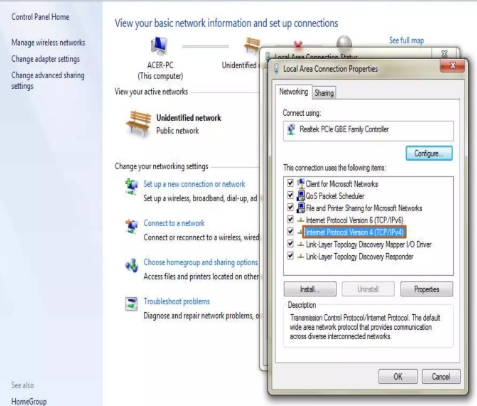 Control Panel Home
Manage wireless networks
Change adapter settings
Change advanced sharing
settings
See also
HomeGroup
View your basic network information and set up connections
See full map
ACER-PC
(This computer)
Unidentified
View your active networks
Unidentified network
Public network
Change your networking settings
Set up a new connection or network
Set up a wireless, broadband, dial-up, ad
Connect to a network
Connect or reconnect to a wireless, wired
Choose homegroup and sharing options
Access files and printers located on other
Troubleshoot problems
Diagnose and repair network problems, o
Local Area Connection Status
Local Area Connection Properties
Networking
Sharing
Connect using:
Realtek PCIe GBE Family Controller
Configure...
This connection uses the following items:
Client for Microsoft Networks
QoS Packet Scheduler
File and Printer Sharing for Microsoft Networks
Internet Protocol Version 6 (TCP/IPv6)
Internet Protocol Version 4 (TCP/IPv4)
Link-Layer Topology Discovery Mapper I/O Driver
Link-Layer Topology Discovery Responder
Install...
Uninstall
Properties
Description
Transmission Control Protocol/Internet Protocol. The default
wide area network protocol that provides communication
across diverse interconnected networks.
OK
Cancel